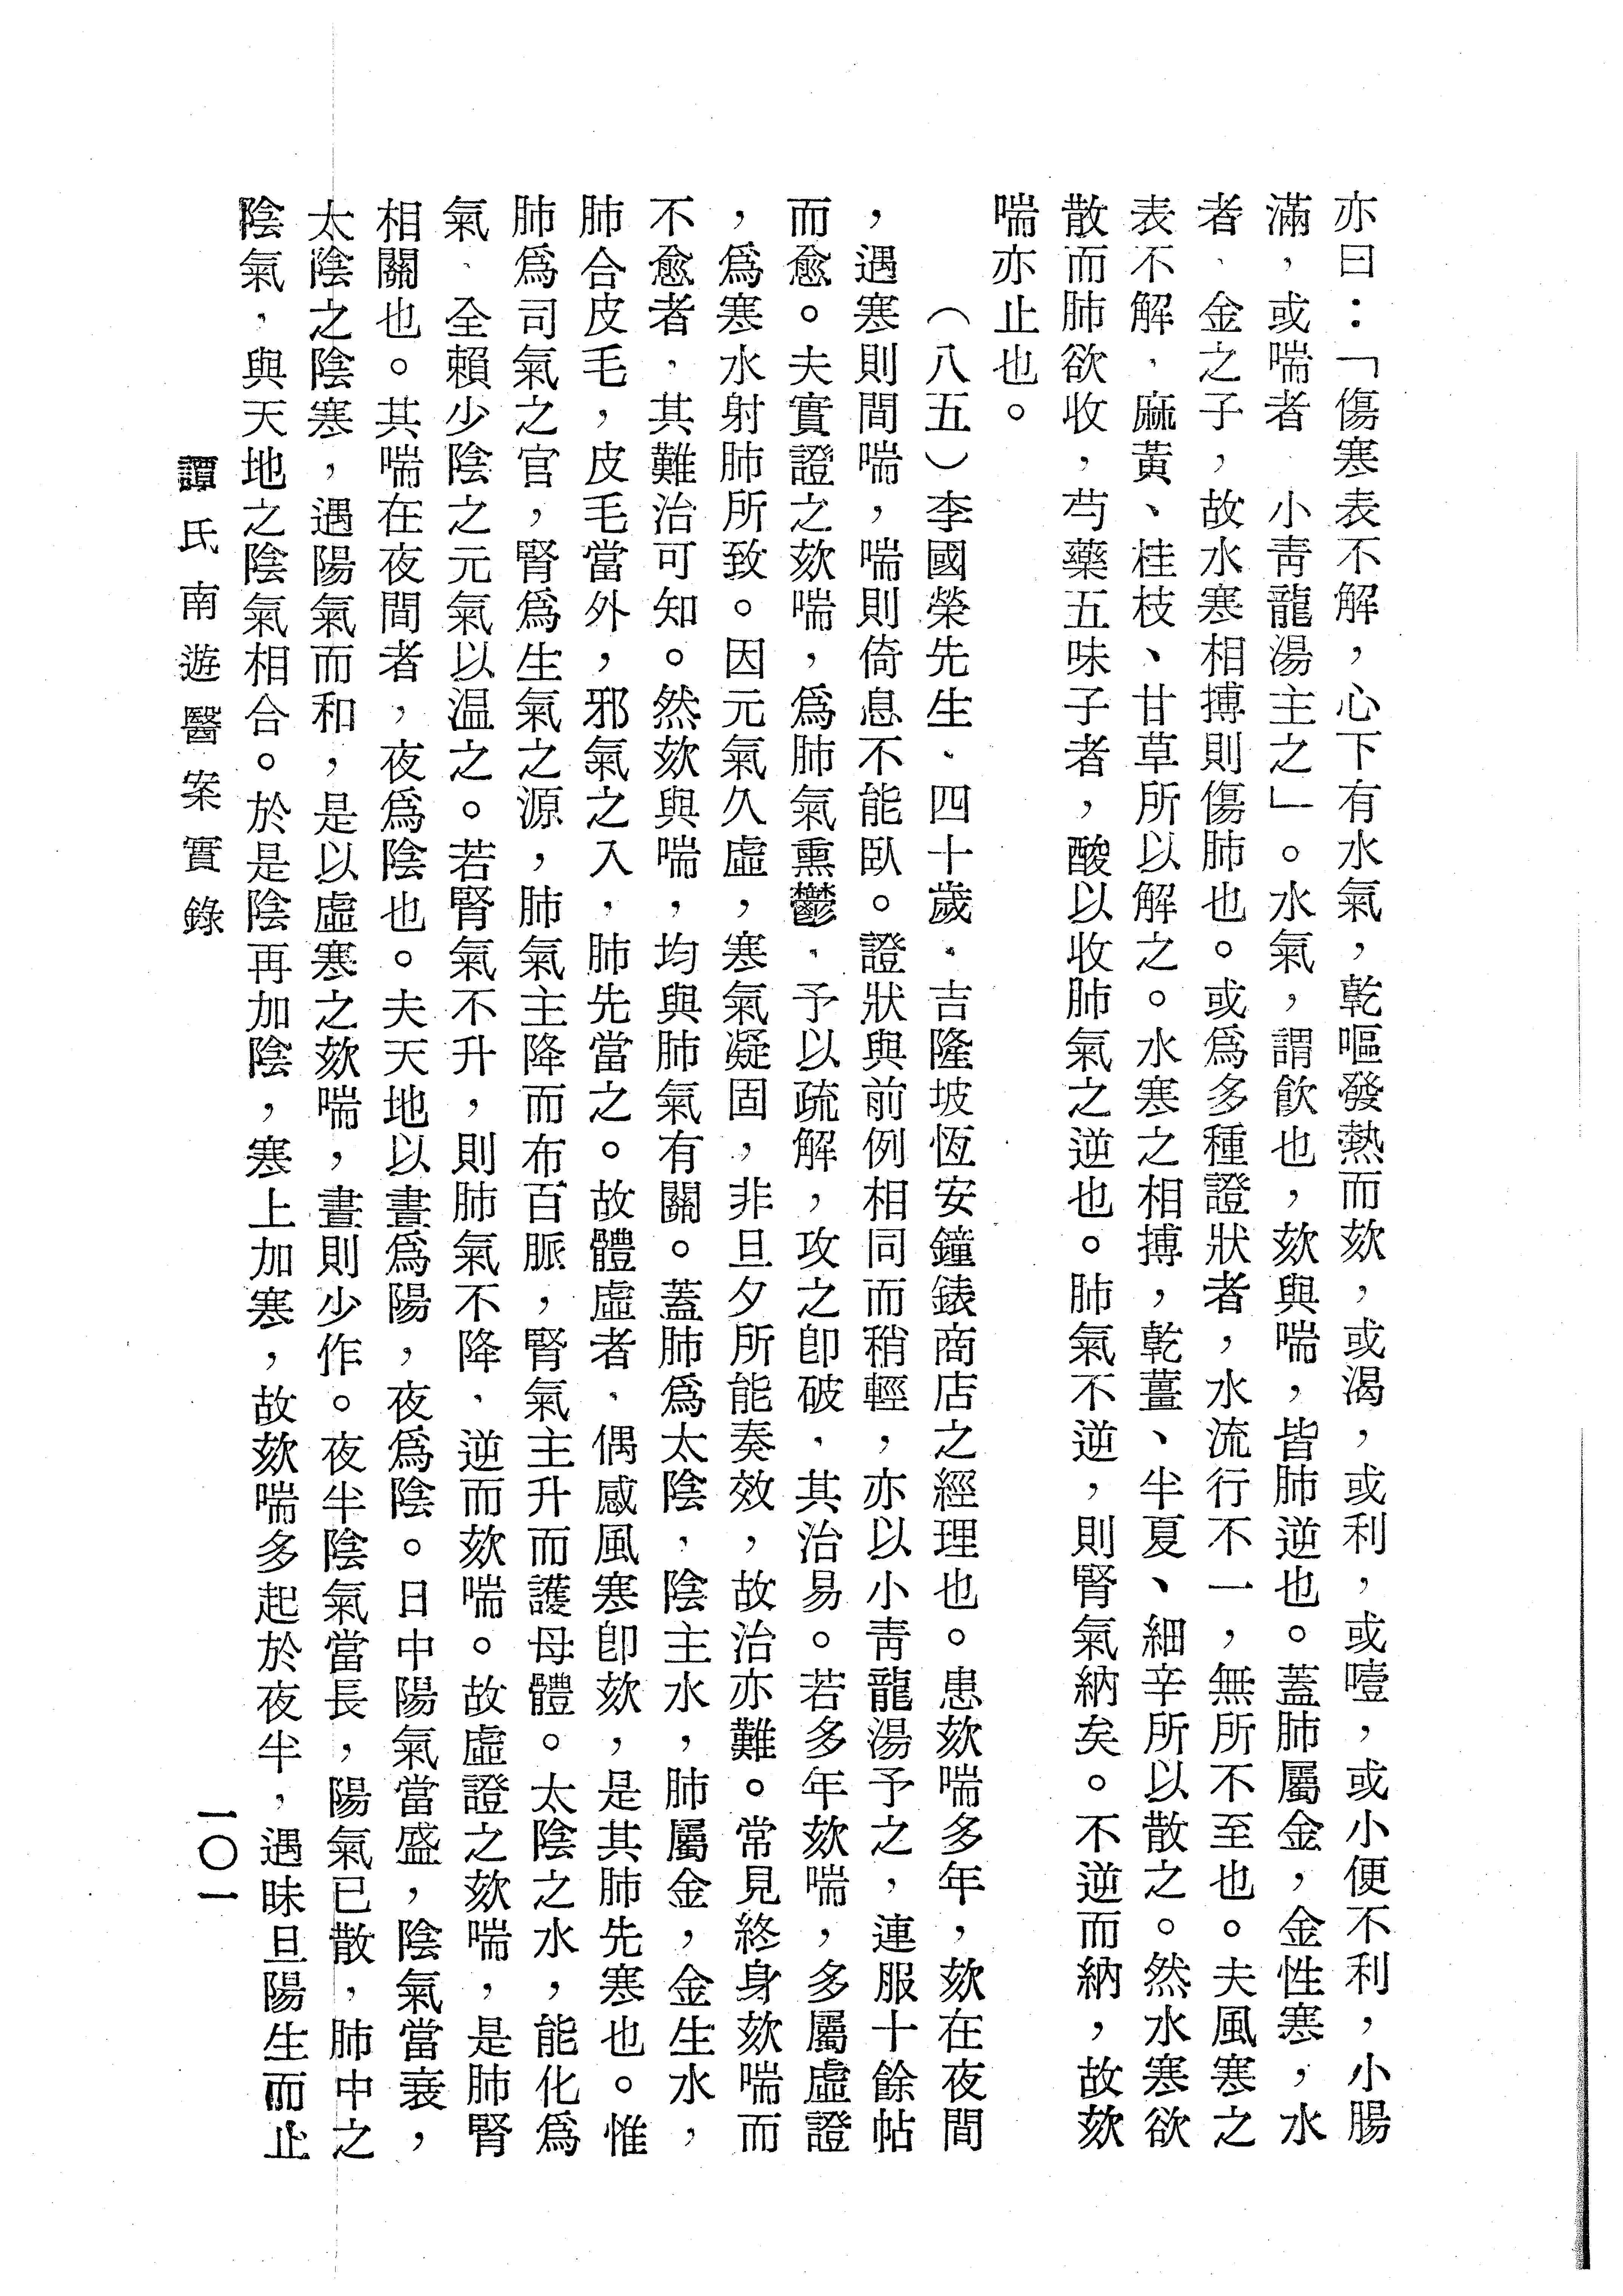 亦曰：「傷寒表不解，心下有水氣，乾嘔發熱而欬，或渴，或利，或噎，或小便不利，小腸
滿，或喘者　小靑龍湯主之」。水氣，謂飮也，欬與喘，皆肺逆也。蓋肺屬金，金性寒，水
者、金之子，故水寒相搏則傷肺也。或爲多種證狀者，水流行不一，無所不至也。夫風寒之
表不解，麻黃、桂枝、甘草所以解之。水寒之相搏，乾薑、半夏、細辛所以散之。然水寒欲
散而肺欲收，芍藥五味子者，酸以收肺氣之逆也。肺氣不逆，則腎氣納矣。不逆而納，故欬
喘亦止也。
（八五）李國榮先生、四十歲，吉隆坡恆安鐘錶商店之經理也。患欬喘多年，欬在夜間
，遇寒則間喘，喘則倚息不能臥。證狀與前例相同而稍輕，亦以小靑龍湯予之，連服十餘帖
而愈。夫實證之欬喘，爲肺氣熏鬱，予以疏解，攻之卽破，其治易。若多年欬喘，多屬虛證
，爲寒水射肺所致。因元氣久虛，寒氣凝固，非旦夕所能奏效，故治亦難。常見終身欬喘而
不愈者，其難治可知。然欬與喘，均與肺氣有關。蓋肺爲太陰，陰主水，肺屬金，金生水，
肺合皮毛，皮毛當外，邪氣之入，肺先當之。故體虛者，偶感風寒卽欬，是其肺先寒也。惟
肺爲司氣之官，腎爲生氣之源，肺氣主降而布百脈，腎氣主升而護母體。太陰之水，能化爲
氣、全賴少陰之元氣以溫之。若腎氣不升，則肺氣不降，逆而欬喘。故虛證之欬喘，是肺腎
相關也。其喘在夜間者，夜爲陰也。夫天地以晝爲陽，夜爲陰。日中陽氣當盛，陰氣當衰，
太陰之陰寒，遇陽氣而和，是以虛寒之欬喘，晝則少作。夜半陰氣當長，陽氣已散，肺中之
陰氣，與天地之陰氣相合。於是陰再加陰，寒上加寒，故欬喘多起於夜半，遇昧旦陽生而止
譚氏南遊醫案實錄
一〇一